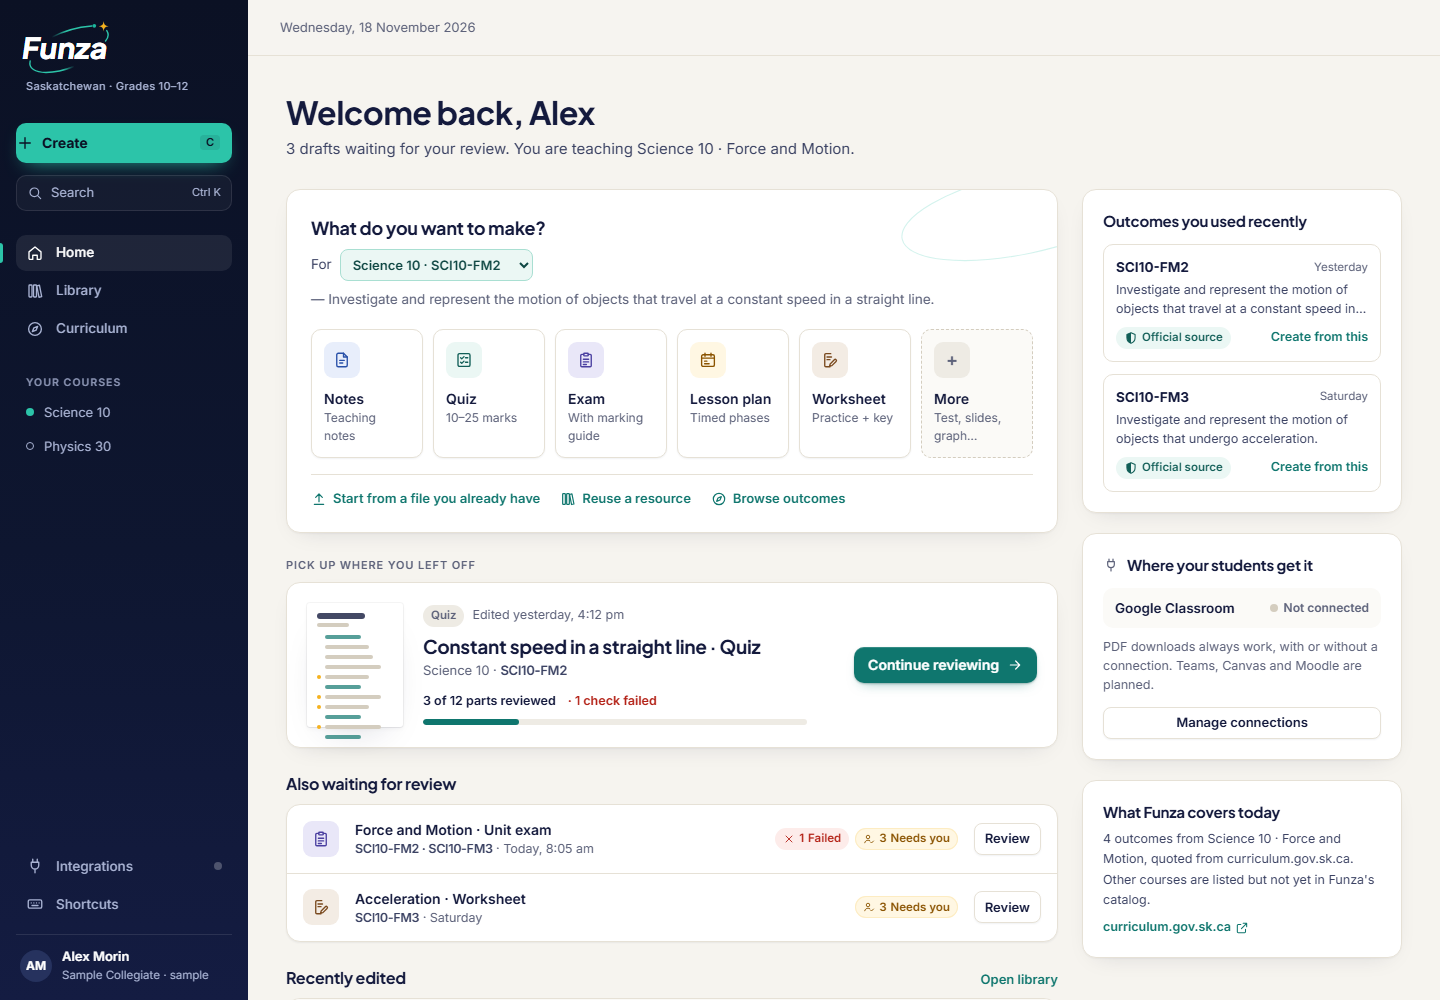 Funza
Saskatchewan · Grades 10–12
Create
C
Search
Ctrl K
Home
Library
Curriculum
YOUR COURSES
Science 10
Physics 30
Integrations
Shortcuts
AM
Alex Morin
Sample Collegiate · sample
Wednesday, 18 November 2026
Welcome back, Alex
3 drafts waiting for your review. You are teaching Science 10 · Force and Motion.
What do you want to make?
For
Science 10 · SCI10-FM2
— Investigate and represent the motion of objects that travel at a constant speed in a straight line.
Notes
Teaching
notes
Quiz
10–25 marks
Exam
With marking
guide
Lesson plan
Timed phases
Worksheet
Practice + key
More
Test, slides,
graph...
Start from a file you already have
Reuse a resource
Browse outcomes
PICK UP WHERE YOU LEFT OFF
Quiz
Edited yesterday, 4:12 pm
Constant speed in a straight line · Quiz
Science 10 · SCI10-FM2
3 of 12 parts reviewed · 1 check failed
Continue reviewing
Also waiting for review
Force and Motion · Unit exam
SCI10-FM2 · SCI10-FM3 · Today, 8:05 am
1 Failed
3 Needs you
Review
Acceleration · Worksheet
SCI10-FM3 · Saturday
3 Needs you
Review
Recently edited
Open library
Outcomes you used recently
SCI10-FM2
Yesterday
Investigate and represent the motion of
objects that travel at a constant speed in...
Official source
Create from this
SCI10-FM3
Saturday
Investigate and represent the motion of
objects that undergo acceleration.
Official source
Create from this
Where your students get it
Google Classroom
Not connected
PDF downloads always work, with or without a
connection. Teams, Canvas and Moodle are
planned.
Manage connections
What Funza covers today
4 outcomes from Science 10 · Force and
Motion, quoted from curriculum.gov.sk.ca.
Other courses are listed but not yet in Funza's
catalog.
curriculum.gov.sk.ca